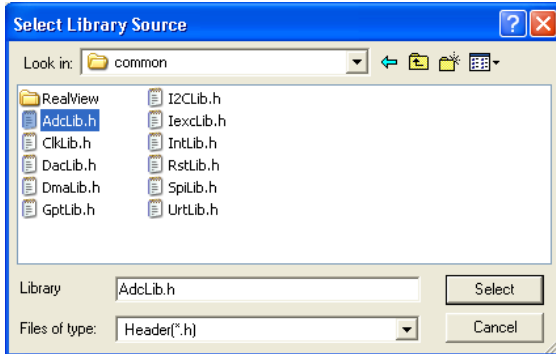 Select Library Source
Look in: common
RealView I2CLib.h
AdcLib.h IexcLib.h
ClkLib.h IntLib.h
DacLib.h RstLib.h
DmaLib.h SpiLib.h
GptLib.h UrtLib.h
Library AdcLib.h Select
Files of type: Header(*.h) Cancel